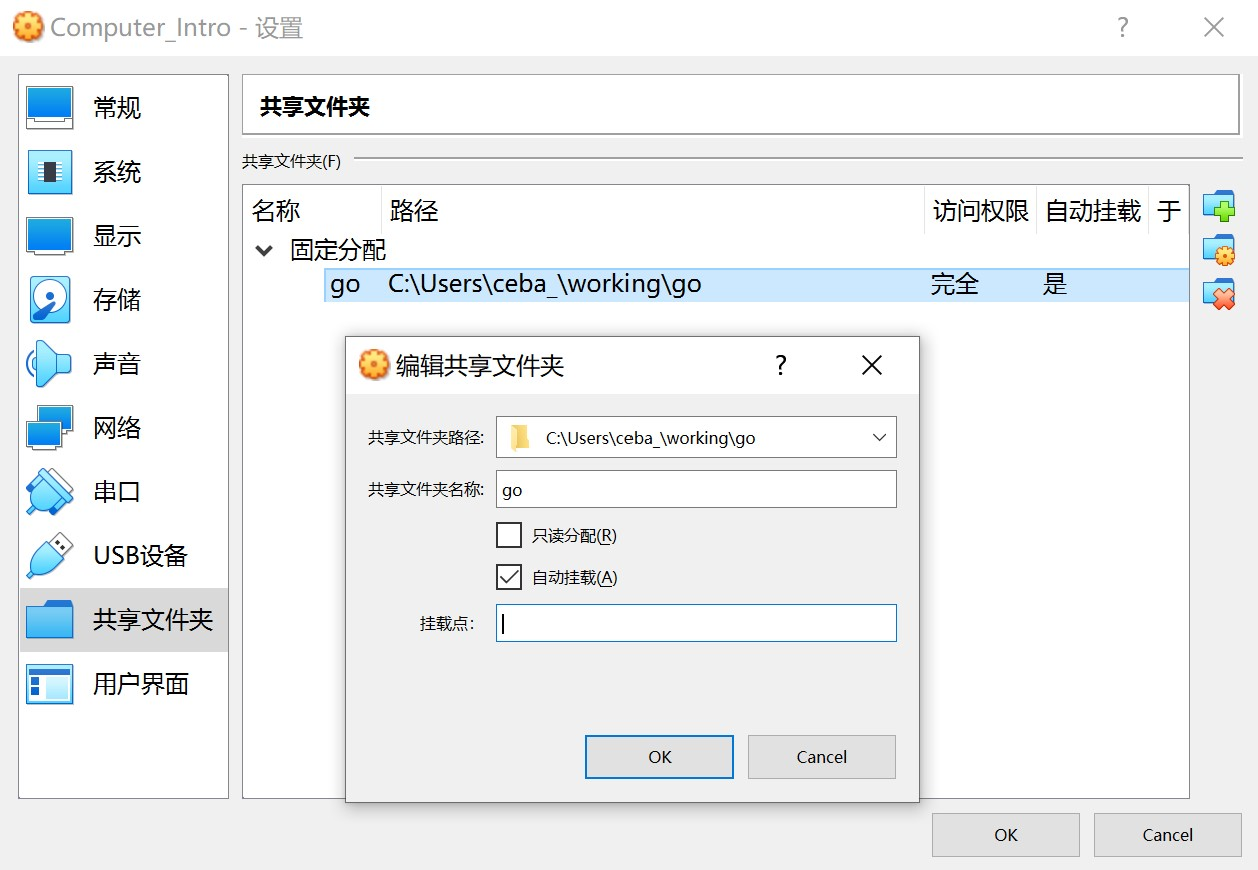 Computer_Intro - 设置
常规
系统
显示
存储
声音
网络
串口
USB设备
共享文件夹
用户界面
共享文件夹
共享文件夹(F)
名称 路径 访问权限 自动挂载 于
固定分配
go C:\Users\ceba_\working\go 完全 是
编辑共享文件夹 ?
共享文件夹路径: C:\Users\ceba_\working\go
共享文件夹名称: go
只读分配(R)
自动挂载(A)
挂载点:
OK Cancel
OK Cancel